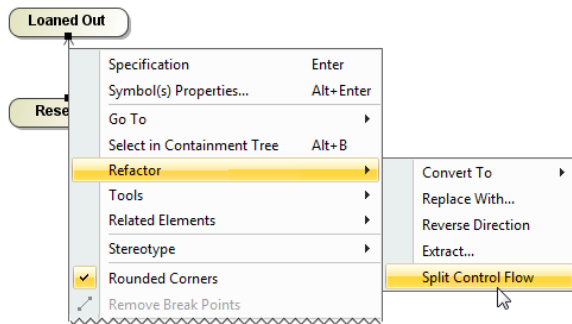 Loaned Out
Rese
Specification Enter
Symbol(s) Properties... Alt+Enter
Go To
Select in Containment Tree Alt+B
Refactor
Tools
Related Elements
Stereotype
Rounded Corners
Remove Break Points
Convert To
Replace With...
Reverse Direction
Extract...
Split Control Flow